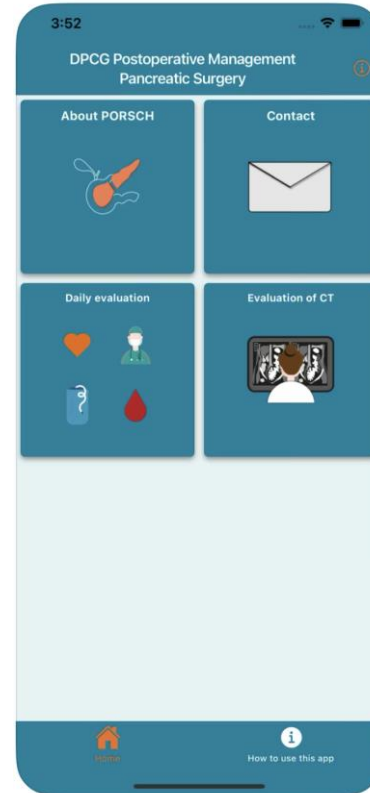 3:52
DPCG Postoperative Management
Pancreatic Surgery
About PORSCH
Contact
Daily evaluation
Evaluation of CT
Home
How to use this app